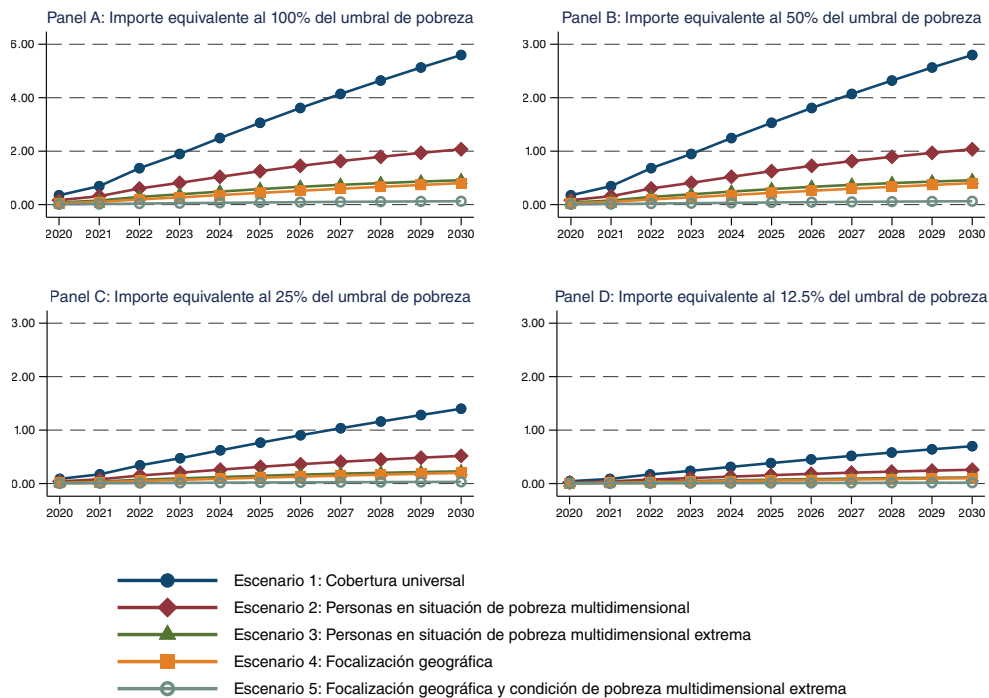 Panel A: Importe equivalente al 100% del umbral de pobreza
6.00
4.00
2.00
0.00
2020 2021 2022 2023 2024 2025 2026 2027 2028 2029 2030
Panel B: Importe equivalente al 50% del umbral de pobreza
3.00
2.00
1.00
0.00
2020 2021 2022 2023 2024 2025 2026 2027 2028 2029 2030
Panel C: Importe equivalente al 25% del umbral de pobreza
3.00
2.00
1.00
0.00
2020 2021 2022 2023 2024 2025 2026 2027 2028 2029 2030
Panel D: Importe equivalente al 12.5% del umbral de pobreza
3.00
2.00
1.00
0.00
2020 2021 2022 2023 2024 2025 2026 2027 2028 2029 2030
Escenario 1: Cobertura universal
Escenario 2: Personas en situación de pobreza multidimensional
Escenario 3: Personas en situación de pobreza multidimensional extrema
Escenario 4: Focalización geográfica
Escenario 5: Focalización geográfica y condición de pobreza multidimensional extrema